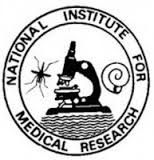 NATIONAL INSTITUTE FOR
MEDICAL RESEARCH